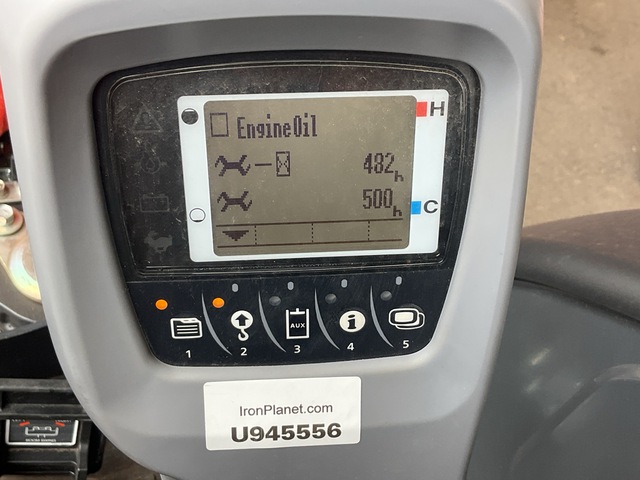 Engine Oil
H
482h
500h
C
AUX
1 2 3 4 5
IronPlanet.com
U945556